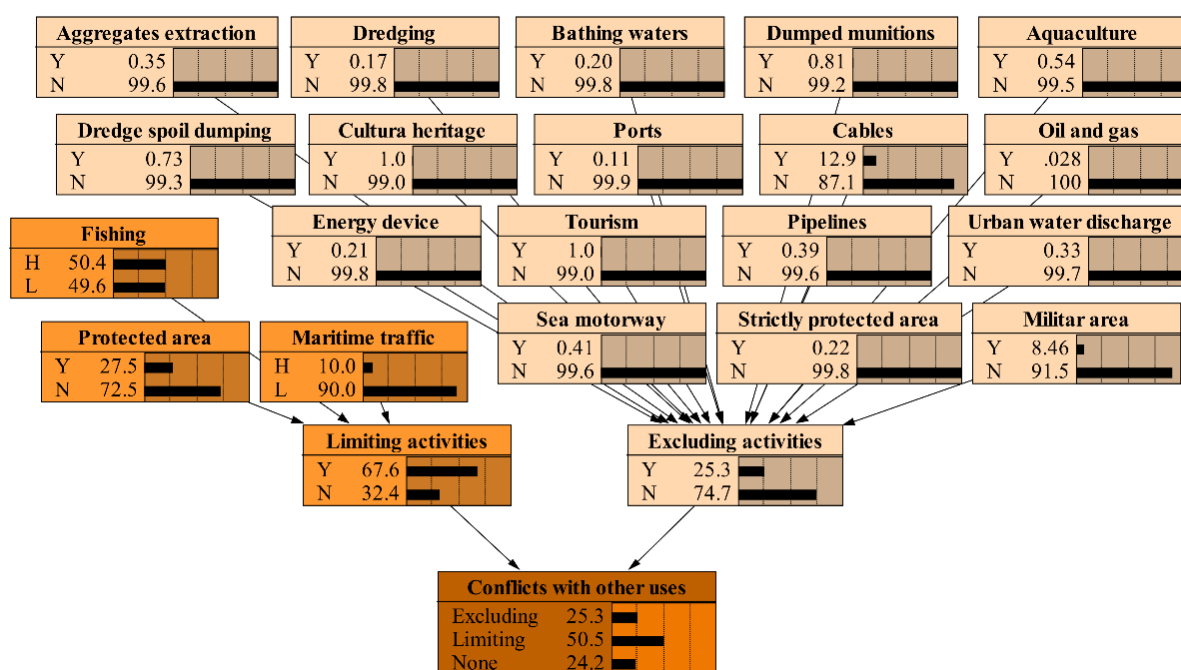 Aggregates extraction
Y 0.35
N 99.6
Dredging
Y 0.17
N 99.8
Bathing waters
Y 0.20
N 99.8
Dumped munitions
Y 0.81
N 99.2
Aquaculture
Y 0.54
N 99.5
Dredge spoil dumping
Y 0.73
N 99.3
Cultura heritage
Y 1.0
N 99.0
Ports
Y 0.11
N 99.9
Cables
Y 12.9
N 87.1
Oil and gas
Y .028
N 100
Fishing
H 50.4
L 49.6
Energy device
Y 0.21
N 99.8
Tourism
Y 1.0
N 99.0
Pipelines
Y 0.39
N 99.6
Urban water discharge
Y 0.33
N 99.7
Protected area
Y 27.5
N 72.5
Maritime traffic
H 10.0
L 90.0
Sea motorway
Y 0.41
N 99.6
Strictly protected area
Y 0.22
N 99.8
Militar area
Y 8.46
N 91.5
Limiting activities
Y 67.6
N 32.4
Excluding activities
Y 25.3
N 74.7
Conflicts with other uses
Excluding 25.3
Limiting 50.5
None 24.2